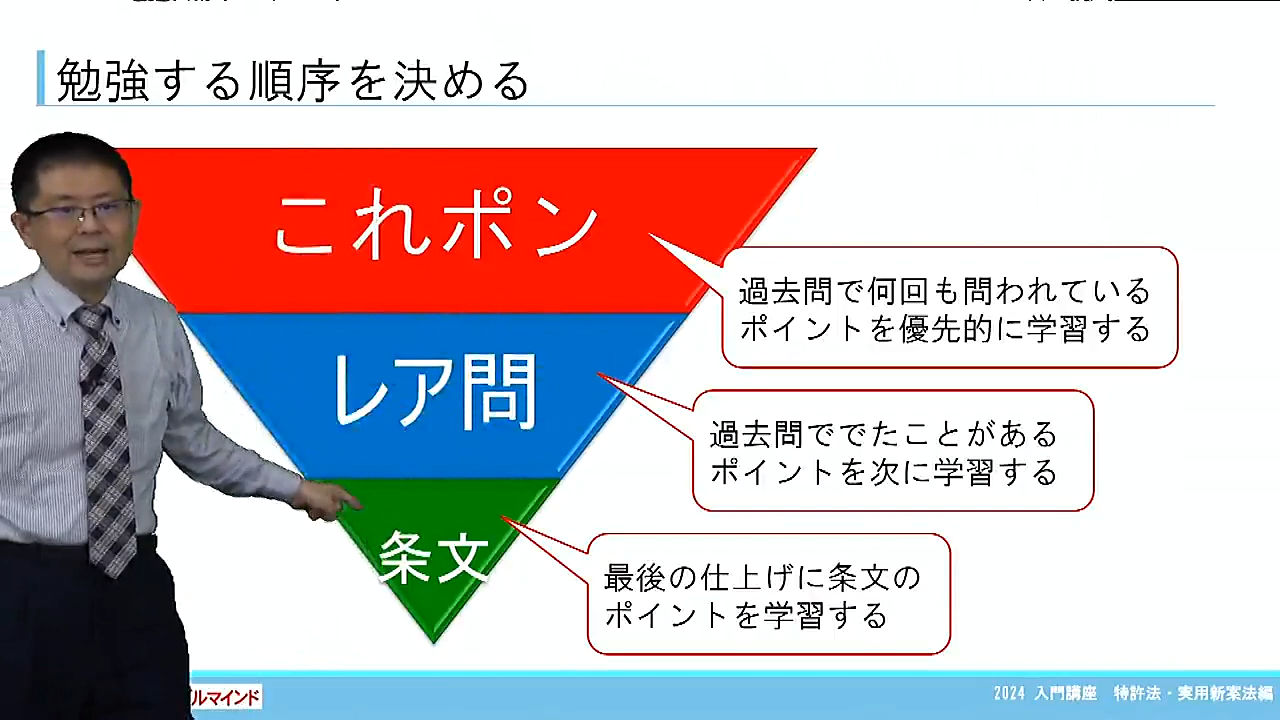 勉強する順序を決める
これポン
過去問で何回も問われている
ポイントを優先的に学習する
レア問
過去問ででたことがある
ポイントを次に学習する
条文
最後の仕上げに条文の
ポイントを学習する
ルマインド
2024 入門講座 特許法・実用新案法編